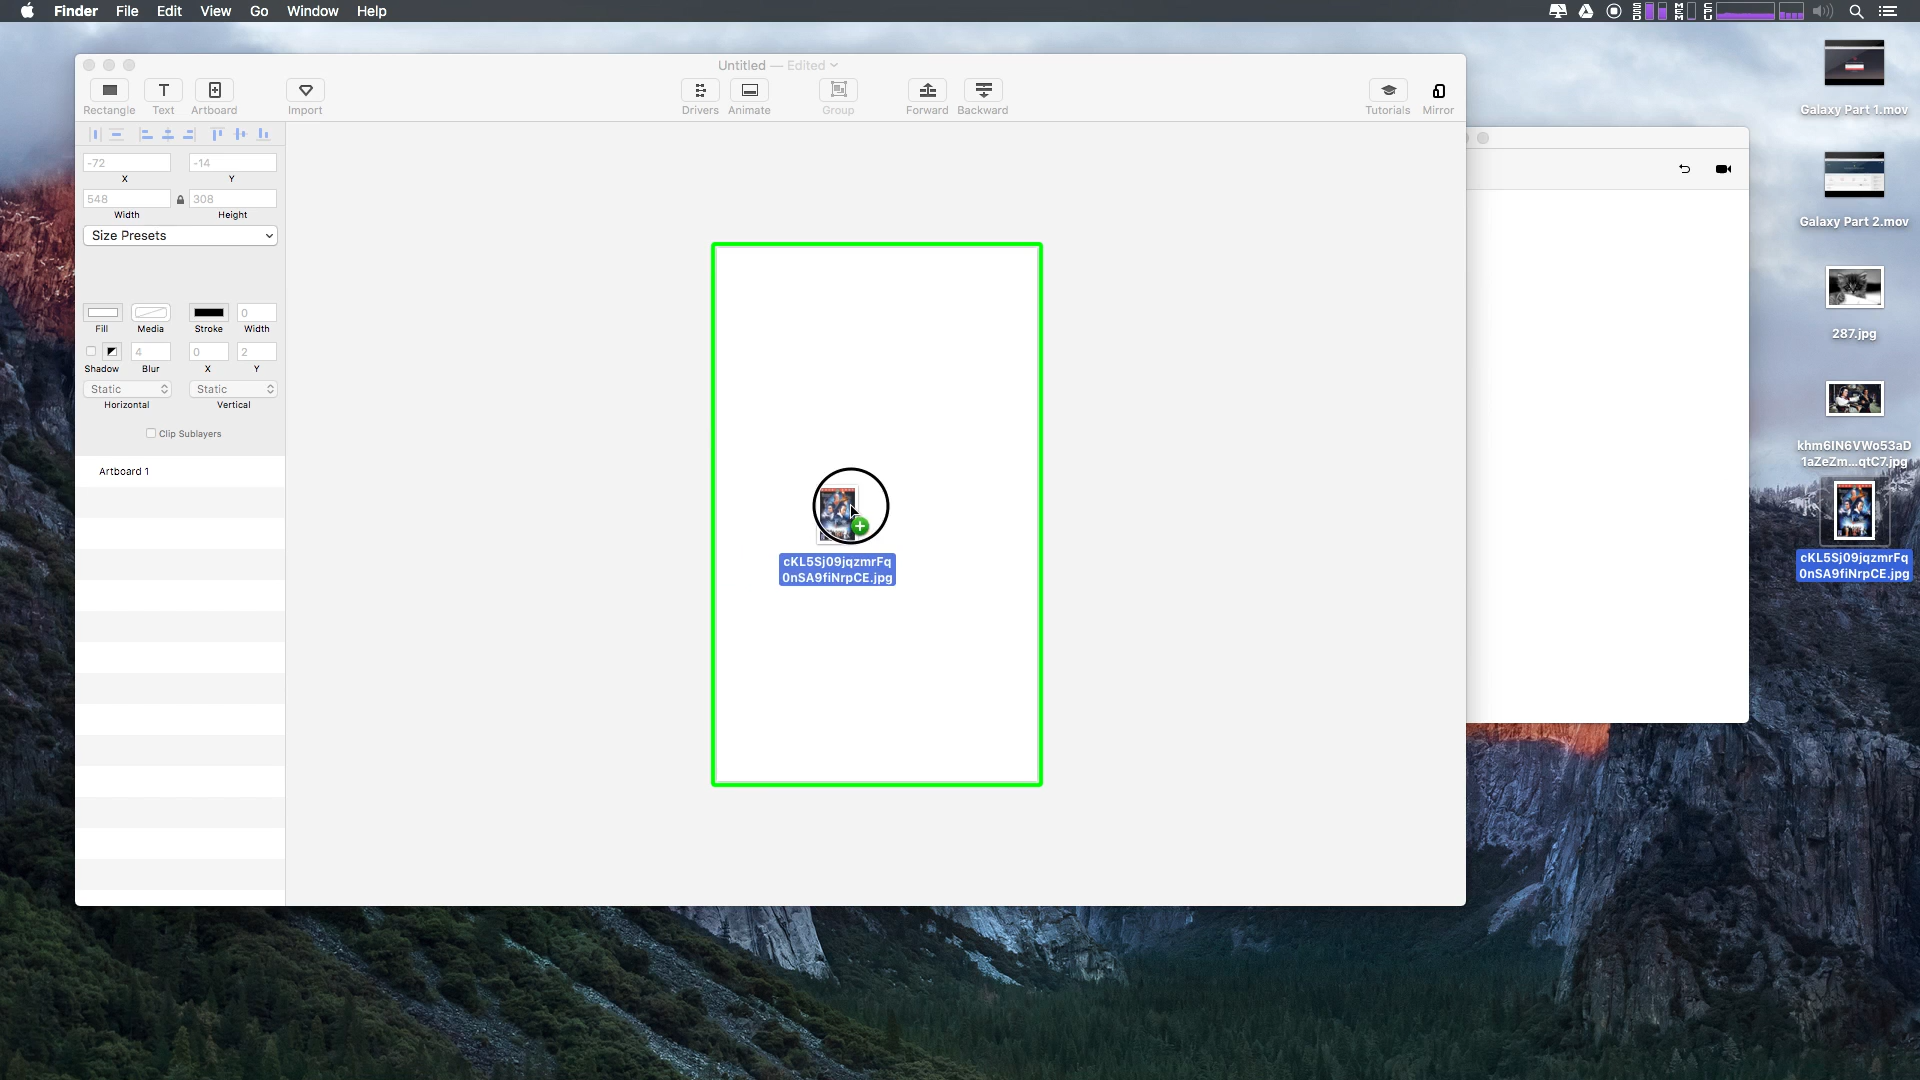 Finder File Edit View Go Window Help
SSD MEM CPU
Untitled — Edited
Rectangle Text Artboard Import Drivers Animate Group Forward Backward Tutorials Mirror
-72 -14
X Y
548 308
Width Height
Size Presets
0
Fill Media Stroke Width
4 0 2
Shadow Blur X Y
Static Static
Horizontal Vertical
Clip Sublayers
Artboard 1
cKL5Sj09jqzmrFq
0nSA9fiNrpCE.jpg
Galaxy Part 1.mov
Galaxy Part 2.mov
287.jpg
khm6IN6VWo53aD
1aZeZm...qtC7.jpg
cKL5Sj09jqzmrFq
0nSA9fiNrpCE.jpg